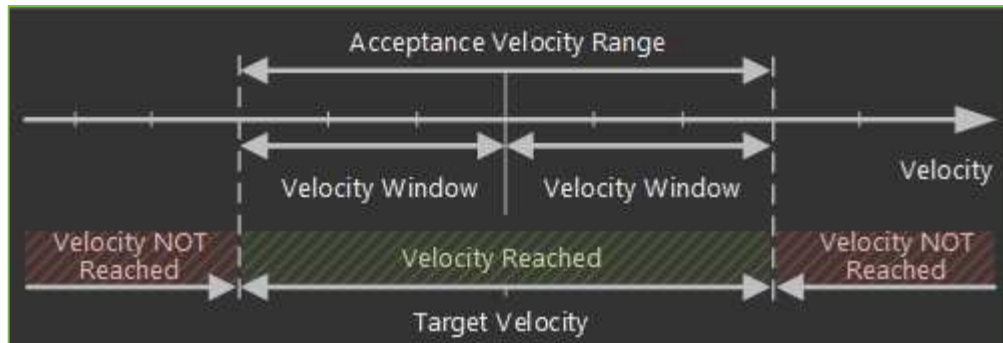 Acceptance Velocity Range
Velocity
Velocity Window
Velocity Window
Velocity NOT
Reached
Velocity Reached
Velocity NOT
Reached
Target Velocity